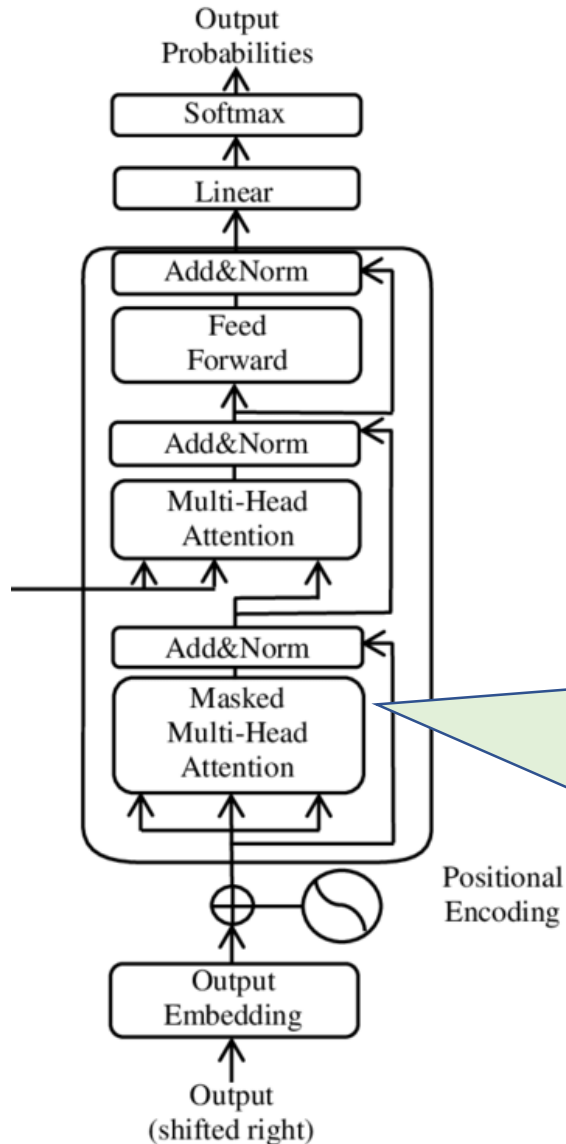 Output
Probabilities
Softmax
Linear
Add&Norm
Feed
Forward
Add&Norm
Multi-Head
Attention
Add&Norm
Masked
Multi-Head
Attention
Positional
Encoding
Output
Embedding
Output
(shifted right)